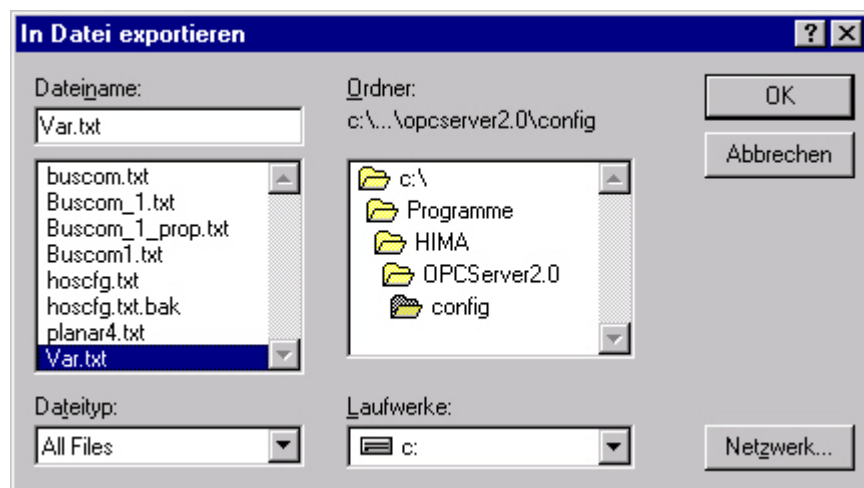 In Datei exportieren
Dateiname:
Var.txt
buscom.txt
Buscom_1.txt
Buscom_1_prop.txt
Buscom1.txt
hoscfg.txt
hoscfg.txt.bak
planar4.txt
Var.txt
Dateityp:
All Files
Ordner:
c:\...\opcserver2.0\config
c:\
Programme
HIMA
OPCServer2.0
config
Laufwerke:
c:
OK
Abbrechen
Netzwerk...